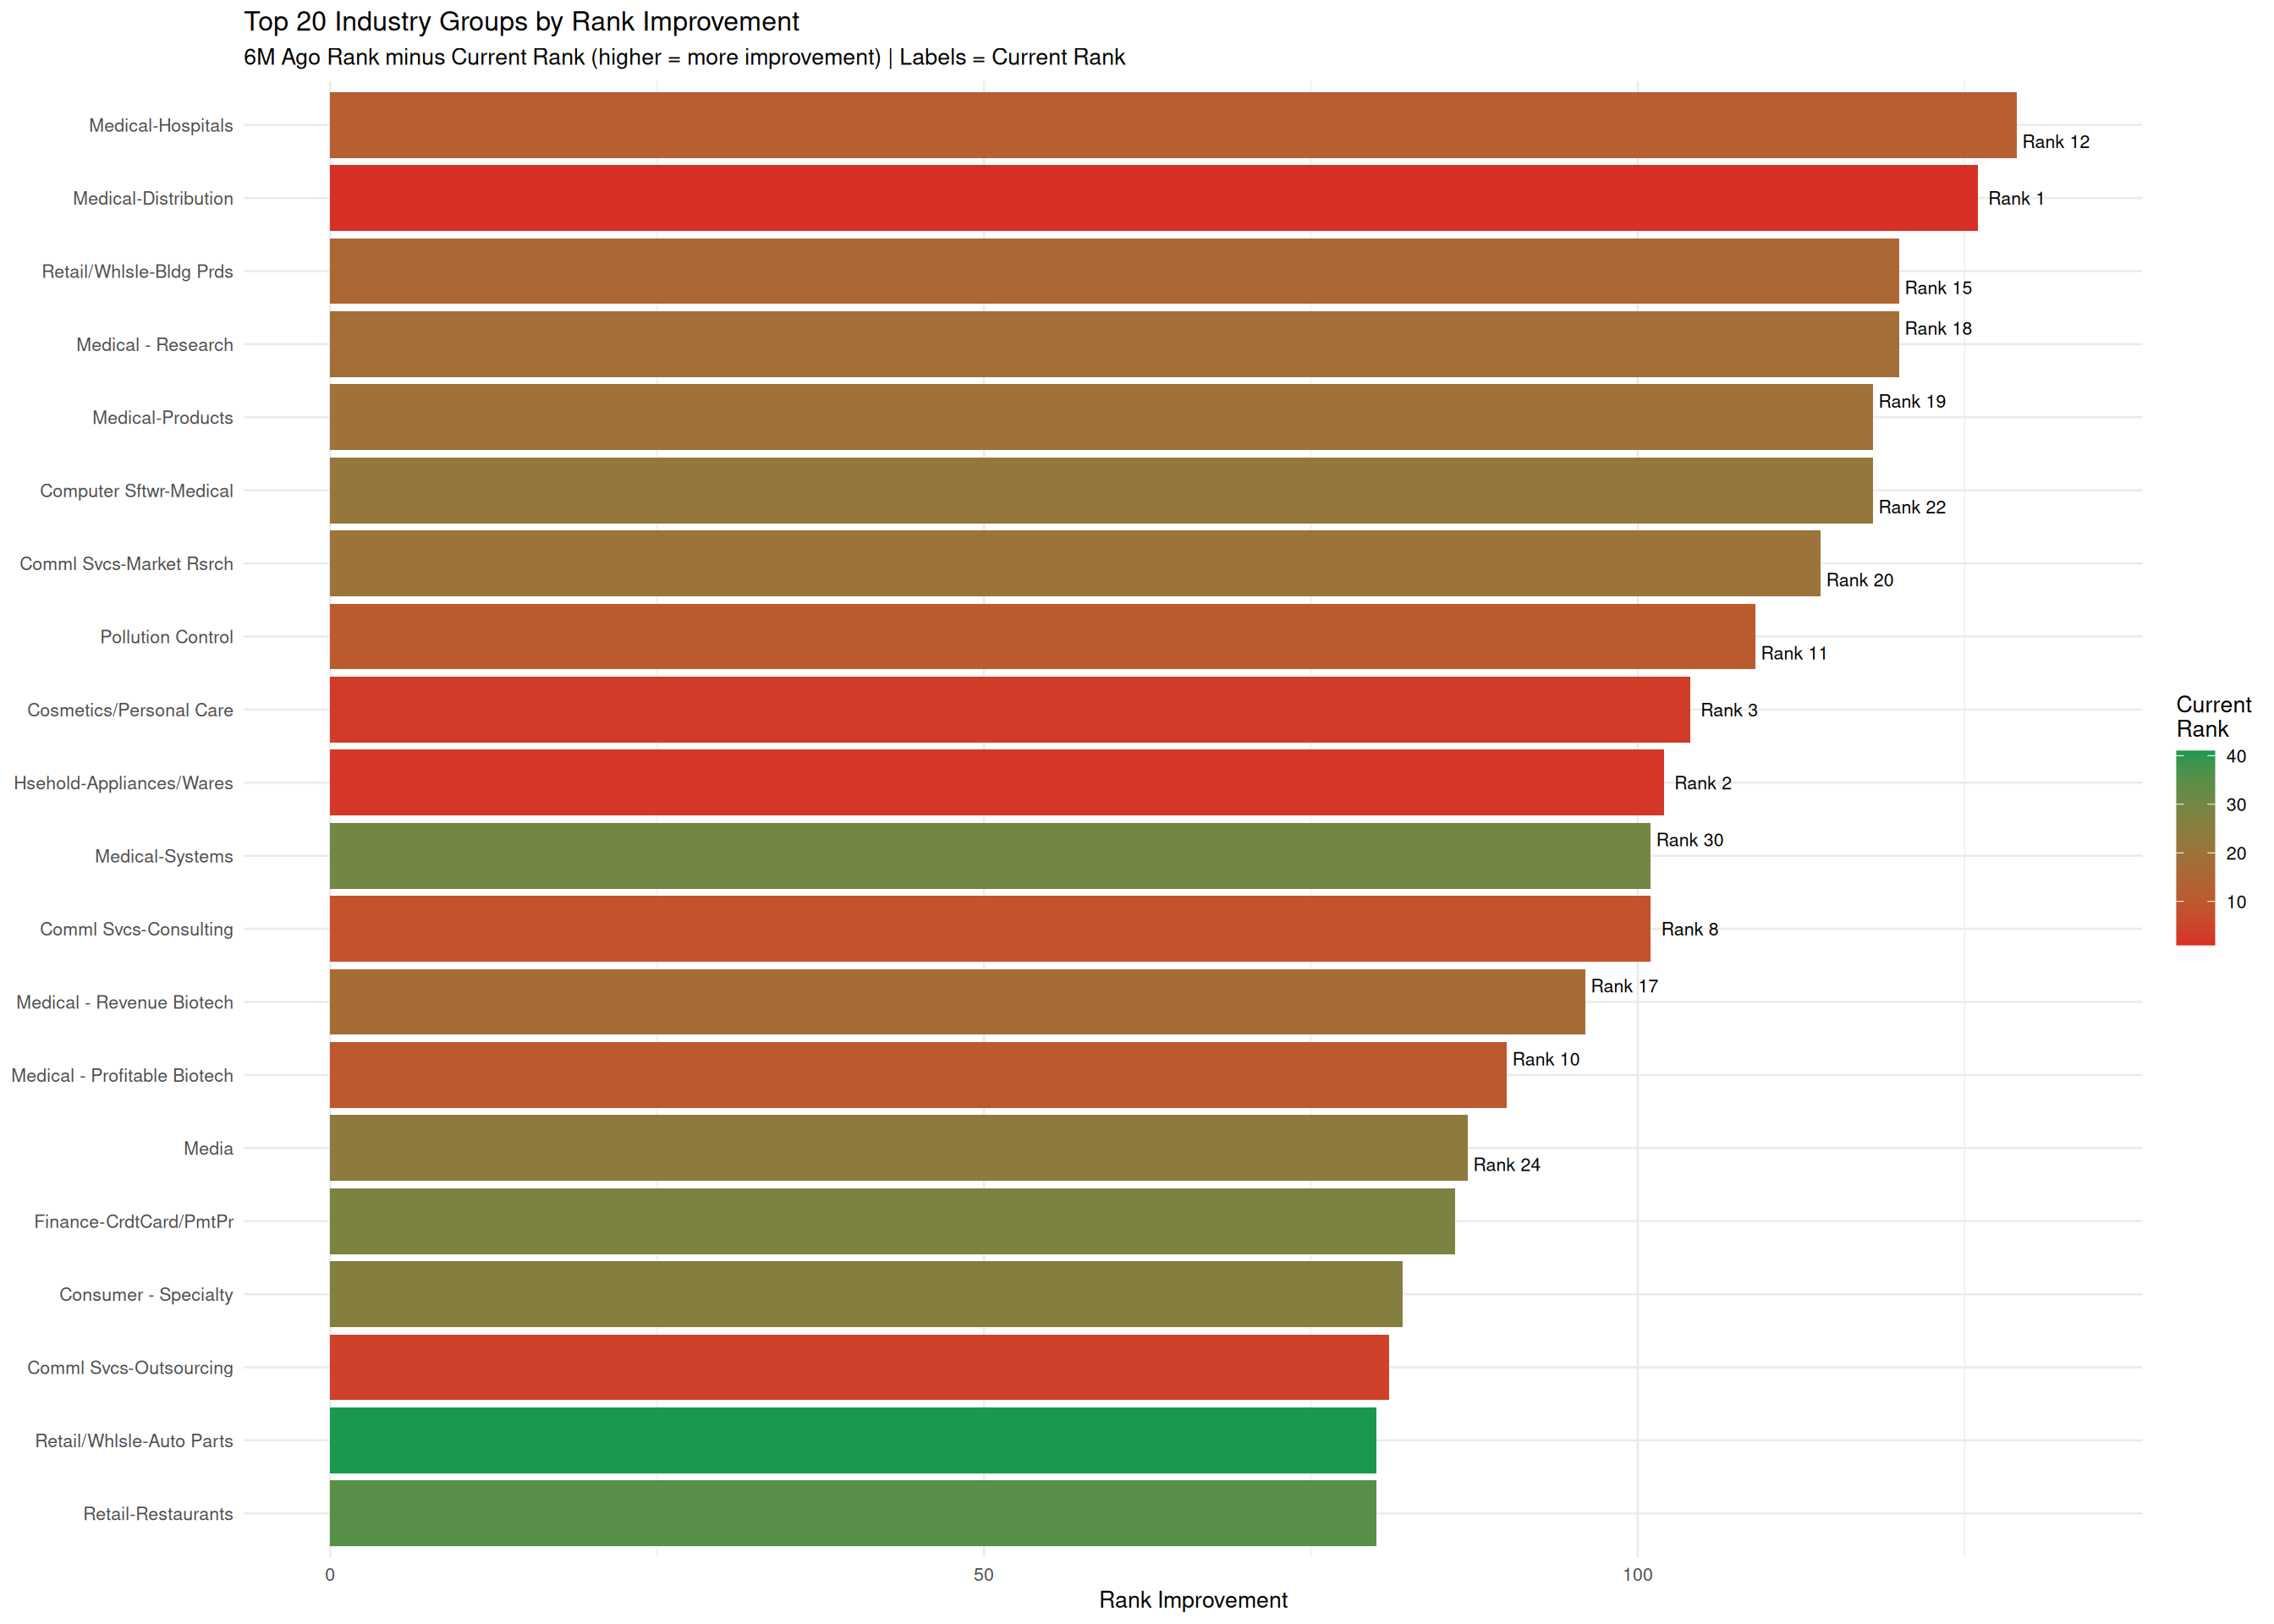 Top 20 Industry Groups by Rank Improvement
6M Ago Rank minus Current Rank (higher = more improvement) | Labels = Current Rank
Medical-Hospitals
Rank 12
Medical-Distribution
Rank 1
Retail/Whlsle-Bldg Prds
Rank 15
Medical - Research
Rank 18
Medical-Products
Rank 19
Computer Sftwr-Medical
Rank 22
Comml Svcs-Market Rsrch
Rank 20
Pollution Control
Rank 11
Cosmetics/Personal Care
Rank 3
Hsehold-Appliances/Wares
Rank 2
Medical-Systems
Rank 30
Comml Svcs-Consulting
Rank 8
Medical - Revenue Biotech
Rank 17
Medical - Profitable Biotech
Rank 10
Media
Rank 24
Finance-CrdtCard/PmtPr
Consumer - Specialty
Comml Svcs-Outsourcing
Retail/Whlsle-Auto Parts
Retail-Restaurants
0
50
100
Rank Improvement
Current
Rank
40
30
20
10